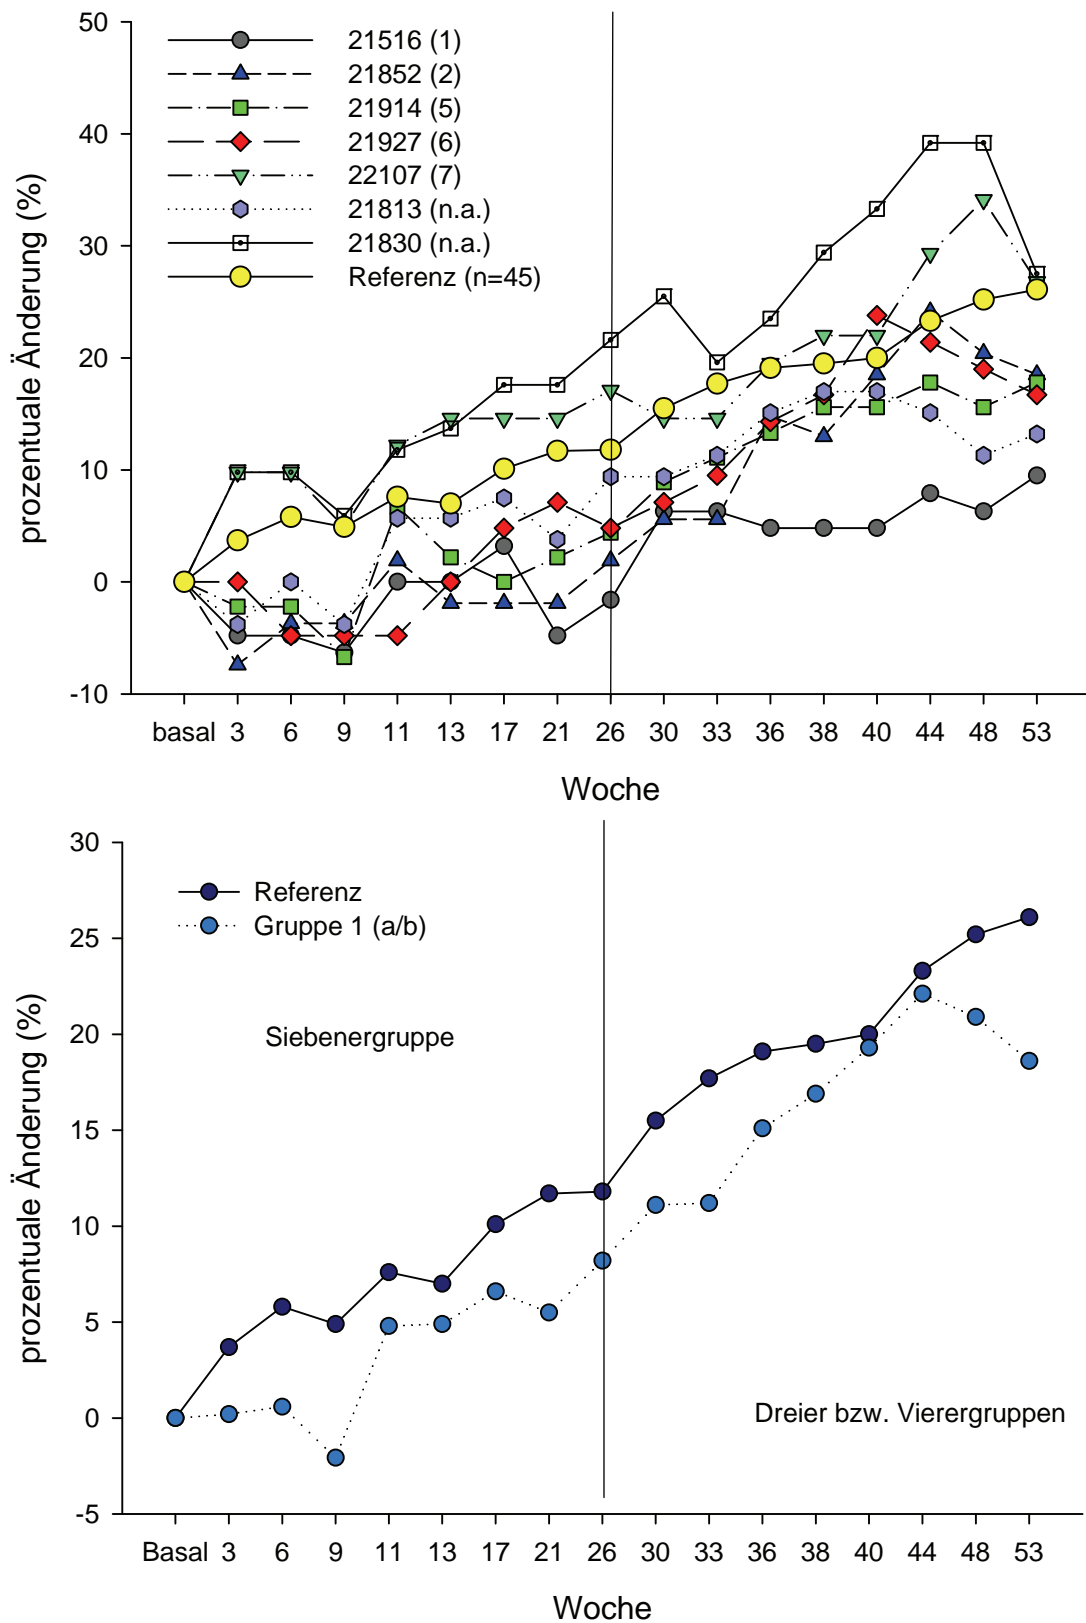 50
40
30
20
10
0
-10
prozentuale Änderung (%)
21516 (1)
21852 (2)
21914 (5)
21927 (6)
22107 (7)
21813 (n.a.)
21830 (n.a.)
Referenz (n=45)
basal 3 6 9 11 13 17 21 26 30 33 36 38 40 44 48 53
Woche
30
25
20
15
10
5
0
-5
prozentuale Änderung (%)
Referenz
Gruppe 1 (a/b)
Siebenergruppe
Dreier bzw. Vierergruppen
Basal 3 6 9 11 13 17 21 26 30 33 36 38 40 44 48 53
Woche